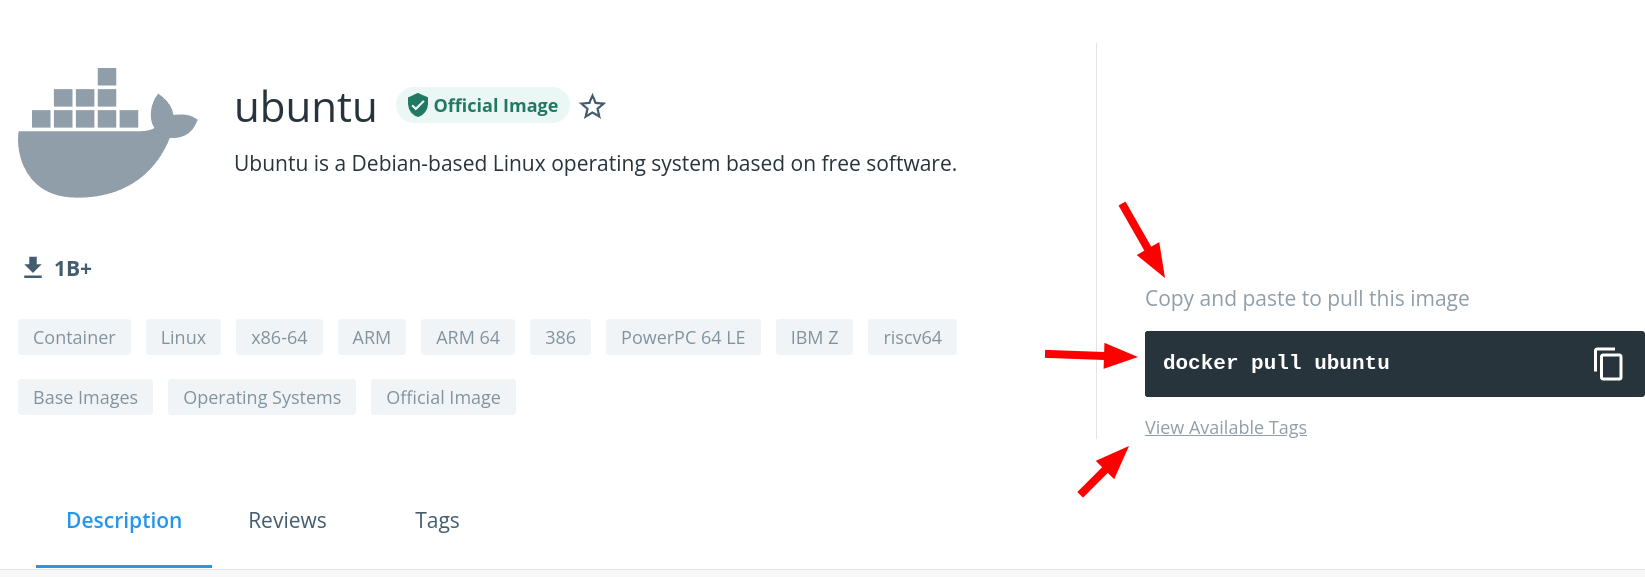 ubuntu
Official Image
Ubuntu is a Debian-based Linux operating system based on free software.
1B+
Container Linux x86-64 ARM ARM 64 386 PowerPC 64 LE IBM Z riscv64
Base Images Operating Systems Official Image
Copy and paste to pull this image
docker pull ubuntu
View Available Tags
Description Reviews Tags